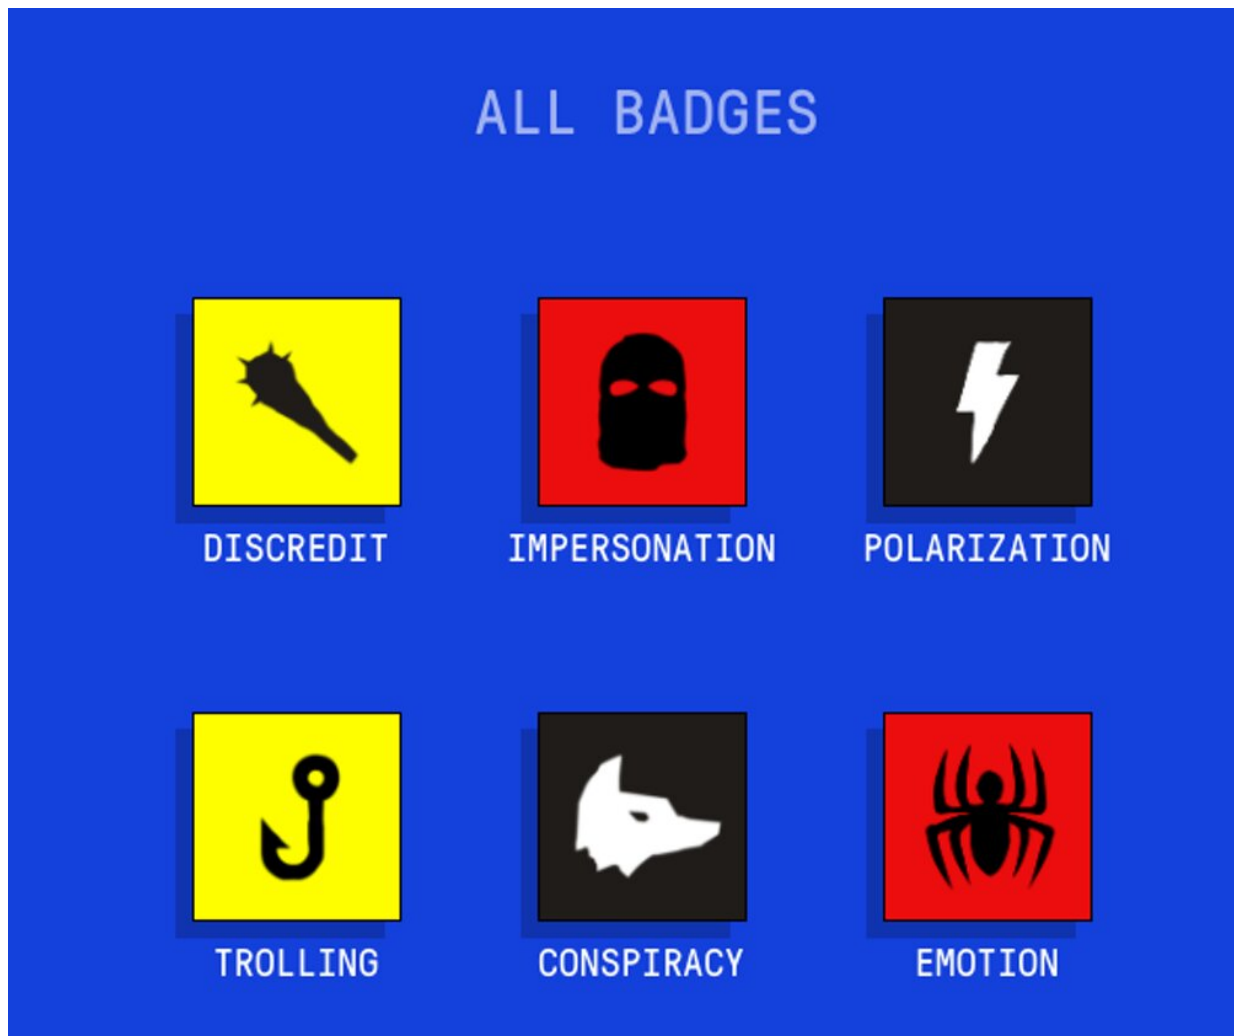 ALL BADGES
DISCREDIT IMPERSONATION POLARIZATION
TROLLING CONSPIRACY EMOTION